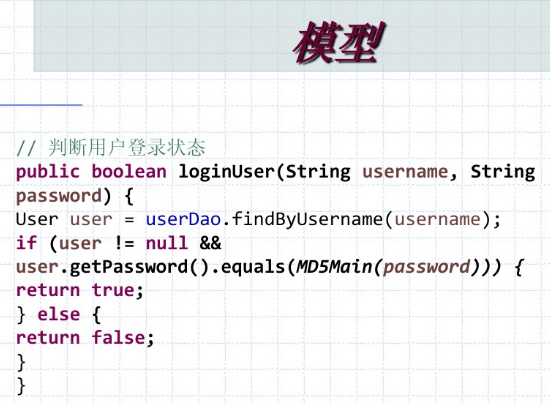 模型
// 判断用户登录状态
public boolean loginUser(String username, String
password) {
User user = userDao.findByUsername(username);
if (user != null &&
user.getPassword().equals(MD5Main(password))) {
return true;
} else {
return false;
}
}